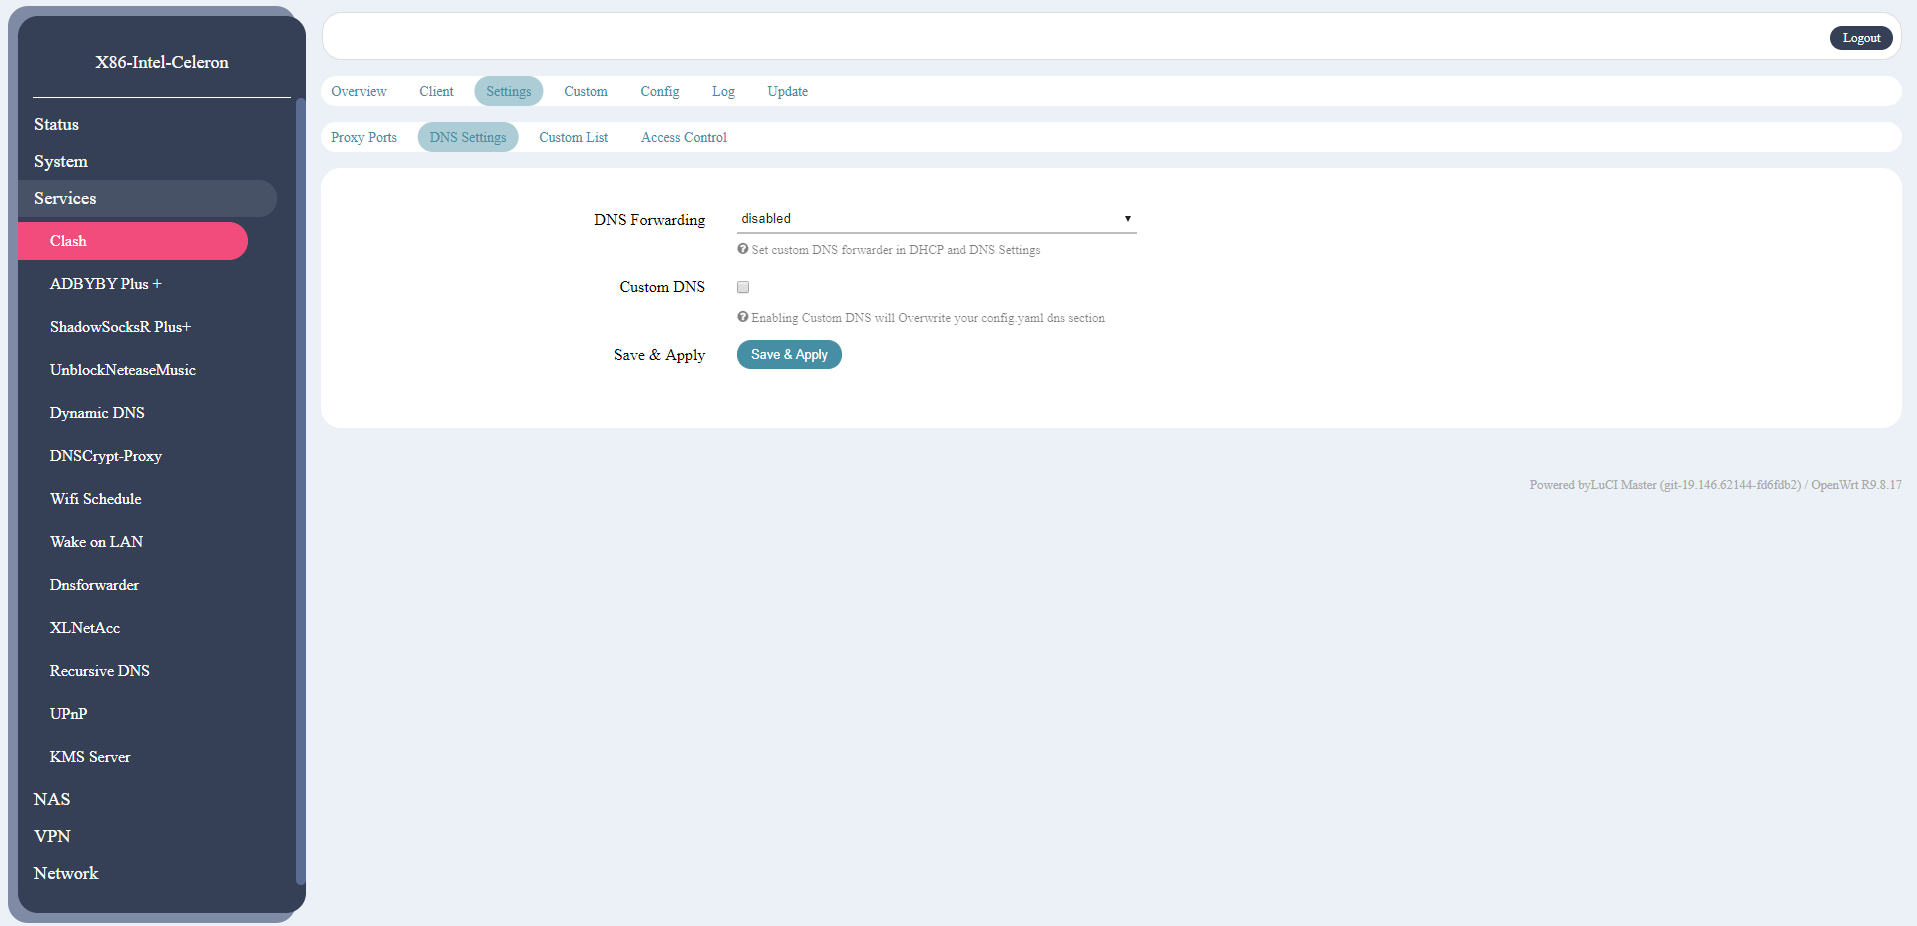 X86-Intel-Celeron
Status
System
Services
Clash
ADBYBY Plus +
ShadowSocksR Plus+
UnblockNeteaseMusic
Dynamic DNS
DNSCrypt-Proxy
Wifi Schedule
Wake on LAN
Dnsforwarder
XLNetAcc
Recursive DNS
UPnP
KMS Server
NAS
VPN
Network
Logout
Overview Client Settings Custom Config Log Update
Proxy Ports DNS Settings Custom List Access Control
DNS Forwarding disabled
Set custom DNS forwarder in DHCP and DNS Settings
Custom DNS
Enabling Custom DNS will Overwrite your config.yaml dns section
Save & Apply Save & Apply
Powered byLuCI Master (git-19.146.62144-fd6fdb2) / OpenWrt R9.8.17